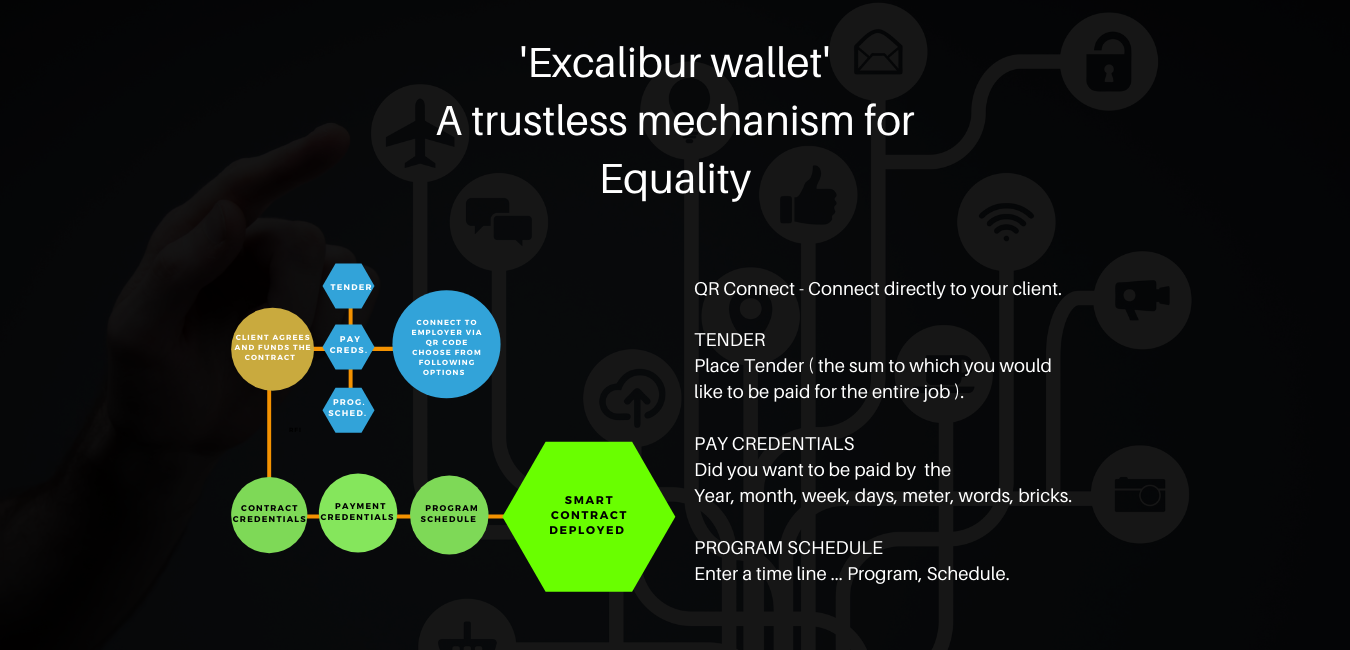 'Excalibur wallet'
A trustless mechanism for
Equality
TENDER
CLIENT AGREES
AND FUNDS THE
CONTRACT
PAY
CREDS.
CONNECT TO
EMPLOYER VIA
QR CODE
CHOOSE FROM
FOLLOWING
OPTIONS
PROG.
SCHED.
CONTRACT
CREDENTIALS
PAYMENT
CREDENTIALS
PROGRAM
SCHEDULE
SMART
CONTRACT
DEPLOYED
QR Connect - Connect directly to your client.
TENDER
Place Tender ( the sum to which you would
like to be paid for the entire job ).
PAY CREDENTIALS
Did you want to be paid by  the
Year, month, week, days, meter, words, bricks.
PROGRAM SCHEDULE
Enter a time line ... Program, Schedule.